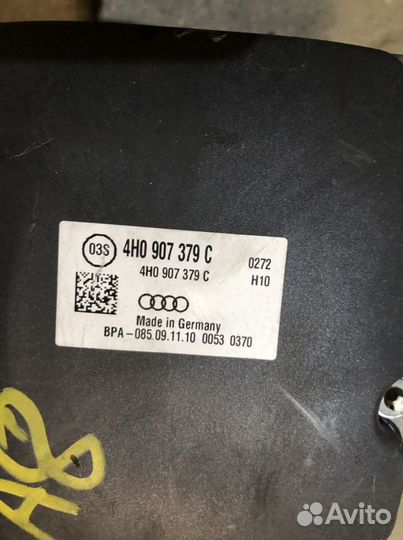 03S 4H0 907 379 C
4H0 907 379 C
0272
H10
Made in Germany
BPA-085 09.11.10 0053 0370
A8
Avito